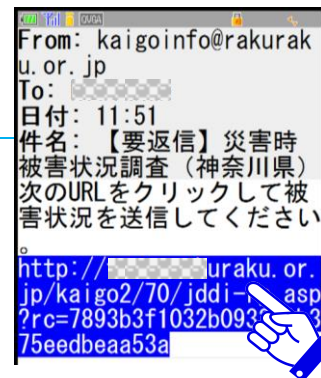 QVGA
From: kaigoinfo@rakurak
u.or.jp
To:
日付: 11:51
件名: 【要返信】災害時
被害状況調査（神奈川県）
次のURLをクリックして被
害状況を送信してください
。
http://uraku.or.
jp/kaigo2/70/jddi- asp
?rc=7893b3f1032b093
75eedbeaa53a